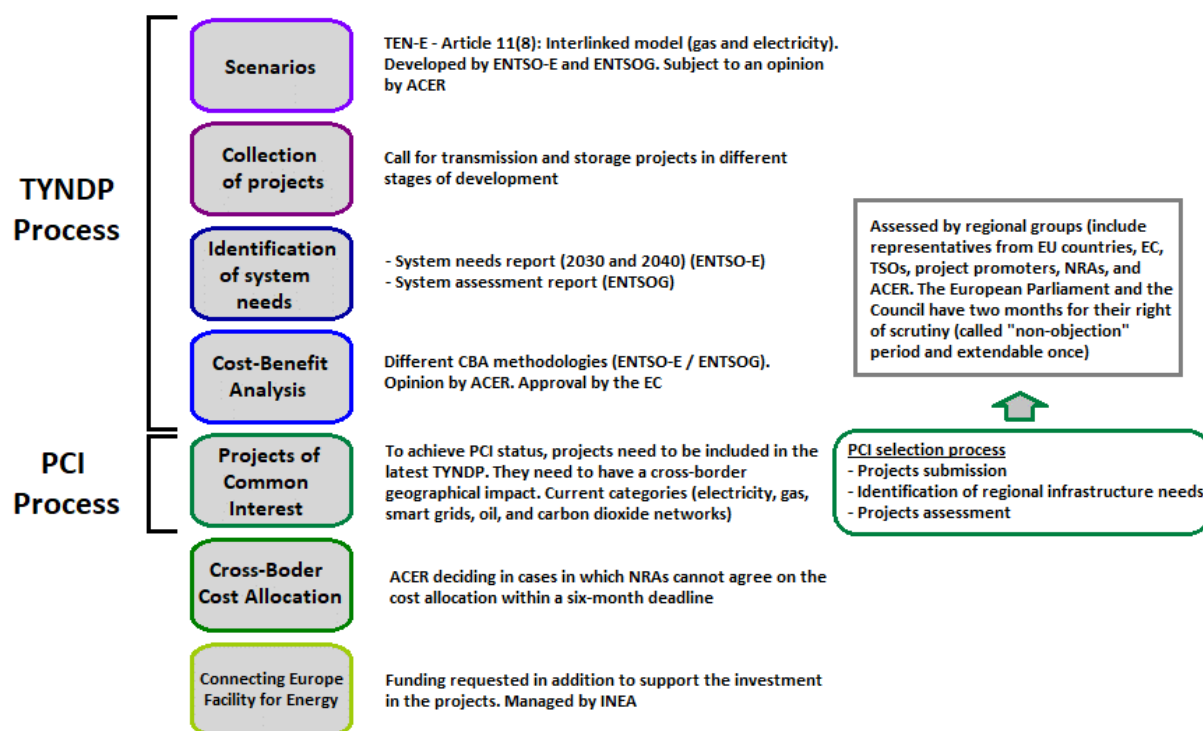 TYNDP
Process
Scenarios
TEN-E - Article 11(8): Interlinked model (gas and electricity).
Developed by ENTSO-E and ENTSOG. Subject to an opinion
by ACER
Collection
of projects
Call for transmission and storage projects in different
stages of development
Identification
of system
needs
- System needs report (2030 and 2040) (ENTSO-E)
- System assessment report (ENTSOG)
Cost-Benefit
Analysis
Different CBA methodologies (ENTSO-E / ENTSOG).
Opinion by ACER. Approval by the EC
Assessed by regional groups (include
representatives from EU countries, EC,
TSOs, project promoters, NRAs, and
ACER. The European Parliament and the
Council have two months for their right
of scrutiny (called "non-objection"
period and extendable once)
PCI
Process
Projects of
Common
Interest
To achieve PCI status, projects need to be included in the
latest TYNDP. They need to have a cross-border
geographical impact. Current categories (electricity, gas,
smart grids, oil, and carbon dioxide networks)
PCI selection process
- Projects submission
- Identification of regional infrastructure needs
- Projects assessment
Cross-Boder
Cost Allocation
ACER deciding in cases in which NRAs cannot agree on the
cost allocation within a six-month deadline
Connecting Europe
Facility for Energy
Funding requested in addition to support the investment
in the projects. Managed by INEA